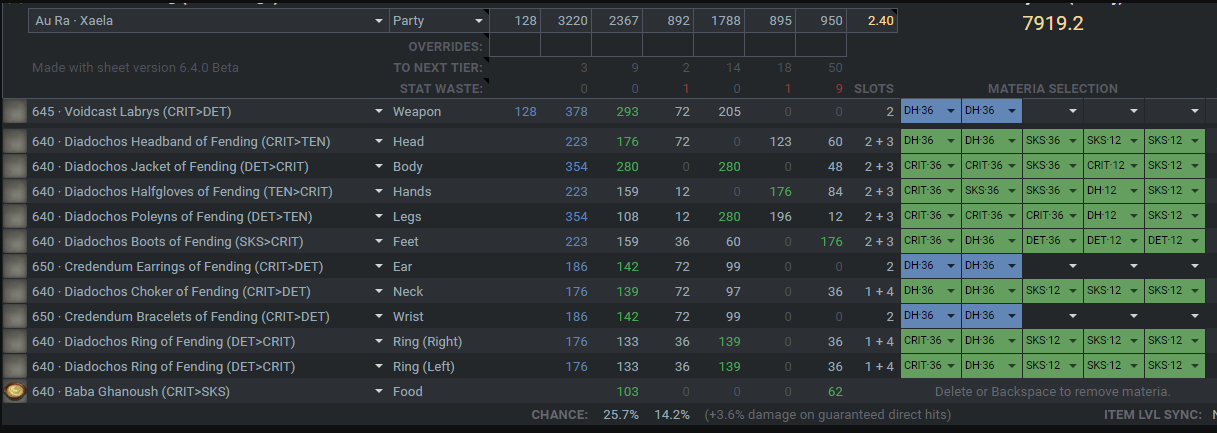 Au Ra · Xaela Party 128 3220 2367 892 1788 895 950 2.40 7919.2
OVERRIDES:
Made with sheet version 6.4.0 Beta TO NEXT TIER: 3 9 2 14 18 50
STAT WASTE: 0 0 1 0 1 9 SLOTS MATERIA SELECTION
645 · Voidcast Labrys (CRIT>DET) Weapon 128 378 293 72 205 0 0 2 DH·36 DH·36
640 · Diadochos Headband of Fending (CRIT>TEN) Head 223 176 72 0 123 60 2 + 3 DH·36 DH·36 SKS·36 SKS·12 SKS·12
640 · Diadochos Jacket of Fending (DET>CRIT) Body 354 280 0 280 0 48 2 + 3 CRIT·36 CRIT·36 SKS·36 CRIT·12 SKS·12
640 · Diadochos Halfgloves of Fending (TEN>CRIT) Hands 223 159 12 0 176 84 2 + 3 CRIT·36 SKS·36 SKS·36 DH·12 SKS·12
640 · Diadochos Poleyns of Fending (DET>TEN) Legs 354 108 12 280 196 12 2 + 3 CRIT·36 CRIT·36 CRIT·36 DH·12 SKS·12
640 · Diadochos Boots of Fending (SKS>CRIT) Feet 223 159 36 60 0 176 2 + 3 CRIT·36 DH·36 DET·36 DET·12 DET·12
650 · Credendum Earrings of Fending (CRIT>DET) Ear 186 142 72 99 0 0 2 DH·36 DH·36
640 · Diadochos Choker of Fending (CRIT>DET) Neck 176 139 72 97 0 36 1 + 4 DH·36 DH·36 SKS·12 SKS·12 SKS·12
650 · Credendum Bracelets of Fending (CRIT>DET) Wrist 186 142 72 99 0 0 2 DH·36 DH·36
640 · Diadochos Ring of Fending (DET>CRIT) Ring (Right) 176 133 36 139 0 36 1 + 4 CRIT·36 DH·36 SKS·12 SKS·12 SKS·12
640 · Diadochos Ring of Fending (DET>CRIT) Ring (Left) 176 133 36 139 0 36 1 + 4 CRIT·36 DH·36 SKS·12 SKS·12 SKS·12
640 · Baba Ghanoush (CRIT>SKS) Food 103 0 0 0 62 Delete or Backspace to remove materia.
CHANCE: 25.7% 14.2% (+3.6% damage on guaranteed direct hits) ITEM LVL SYNC: